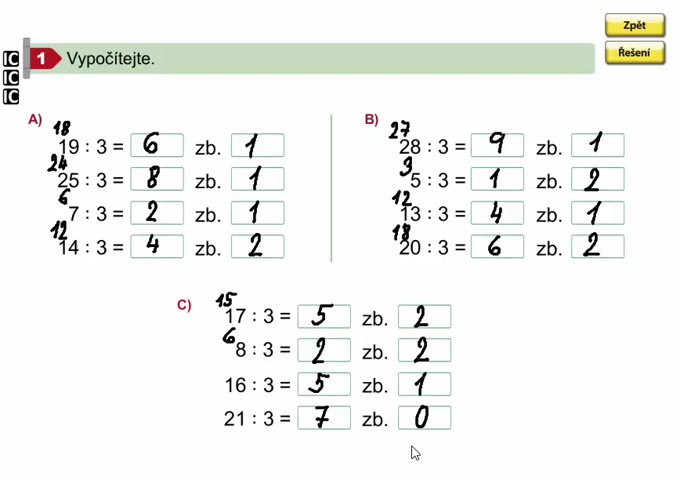 Zpět
Řešení
1 Vypočítejte.
A)
18
19 : 3 = 6 zb. 1
24
25 : 3 = 8 zb. 1
6
7 : 3 = 2 zb. 1
12
14 : 3 = 4 zb. 2
B)
27
28 : 3 = 9 zb. 1
3
5 : 3 = 1 zb. 2
12
13 : 3 = 4 zb. 1
18
20 : 3 = 6 zb. 2
C)
15
17 : 3 = 5 zb. 2
6
8 : 3 = 2 zb. 2
16 : 3 = 5 zb. 1
21 : 3 = 7 zb. 0